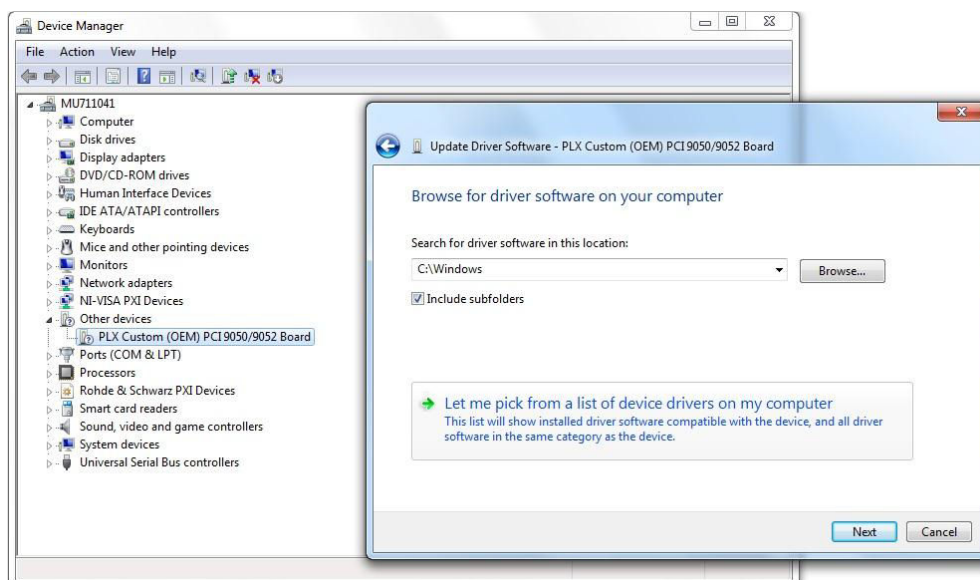 Device Manager
File Action View Help
MU711041
Computer
Disk drives
Display adapters
DVD/CD-ROM drives
Human Interface Devices
IDE ATA/ATAPI controllers
Keyboards
Mice and other pointing devices
Monitors
Network adapters
NI-VISA PXI Devices
Other devices
PLX Custom (OEM) PCI 9050/9052 Board
Ports (COM & LPT)
Processors
Rohde & Schwarz PXI Devices
Smart card readers
Sound, video and game controllers
System devices
Universal Serial Bus controllers
Update Driver Software - PLX Custom (OEM) PCI 9050/9052 Board
Browse for driver software on your computer
Search for driver software in this location:
C:\Windows
Browse...
Include subfolders
Let me pick from a list of device drivers on my computer
This list will show installed driver software compatible with the device, and all driver
software in the same category as the device.
Next Cancel